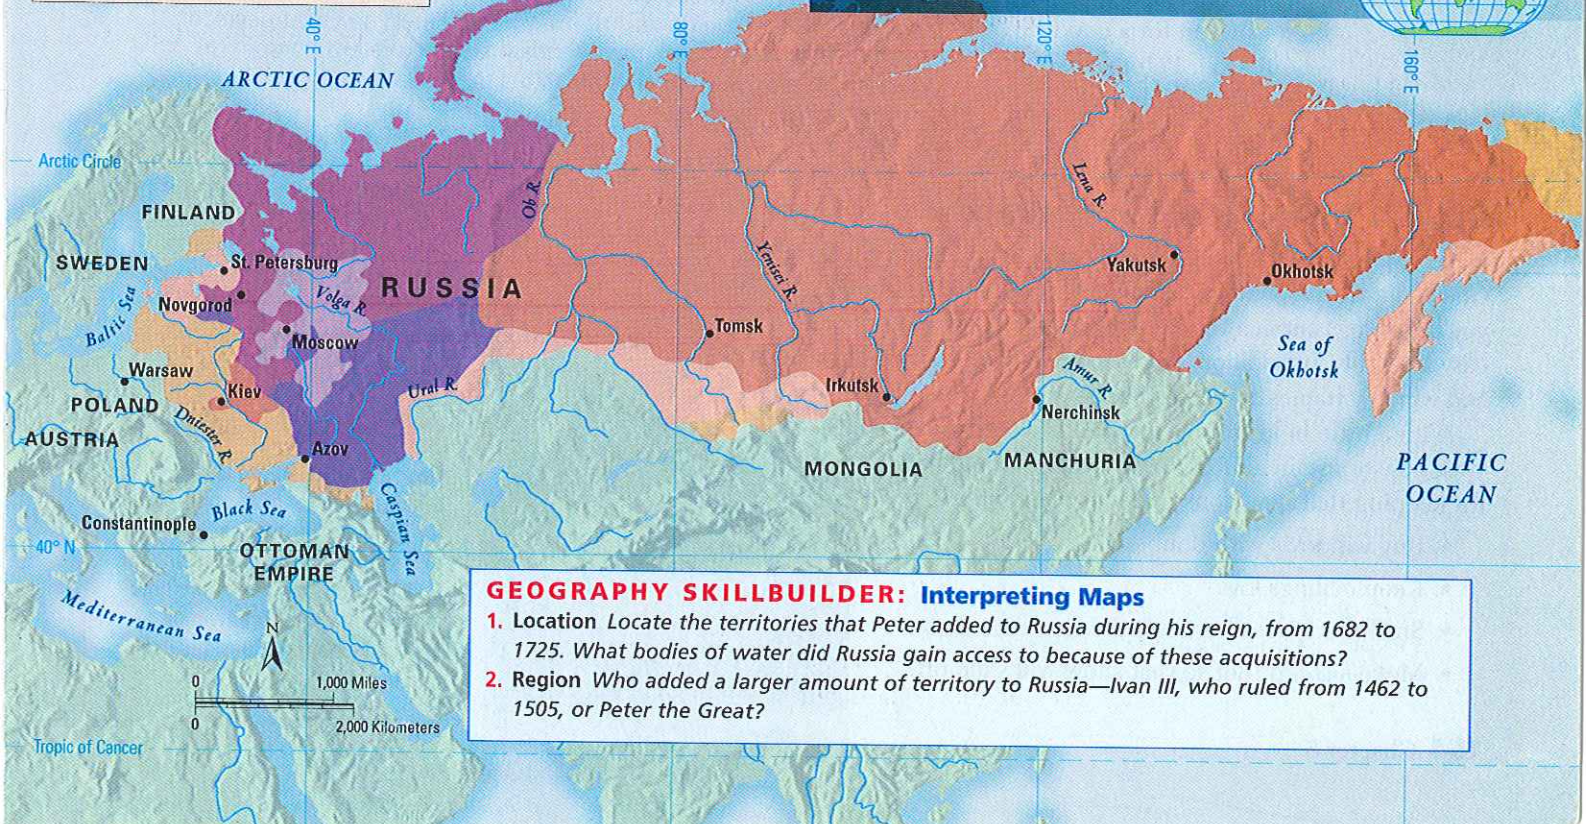 40° E
80° E
120° E
160° E
ARCTIC OCEAN
Arctic Circle
Ob R.
Lena R.
FINLAND
SWEDEN
St. Petersburg
RUSSIA
Yenisei R.
Yakutsk
Okhotsk
Novgorod
Volga R.
Baltic Sea
Moscow
Tomsk
Sea of
Okhotsk
Warsaw
Kiev
Ural R.
Irkutsk
Amur R.
POLAND
Dniester R.
Nerchinsk
AUSTRIA
Azov
MONGOLIA
MANCHURIA
PACIFIC
OCEAN
Caspian Sea
Black Sea
Constantinople
40° N
OTTOMAN
EMPIRE
Mediterranean Sea
N
0
1,000 Miles
0
2,000 Kilometers
Tropic of Cancer
GEOGRAPHY SKILLBUILDER: Interpreting Maps
1. Location Locate the territories that Peter added to Russia during his reign, from 1682 to
1725. What bodies of water did Russia gain access to because of these acquisitions?
2. Region Who added a larger amount of territory to Russia—Ivan III, who ruled from 1462 to
1505, or Peter the Great?